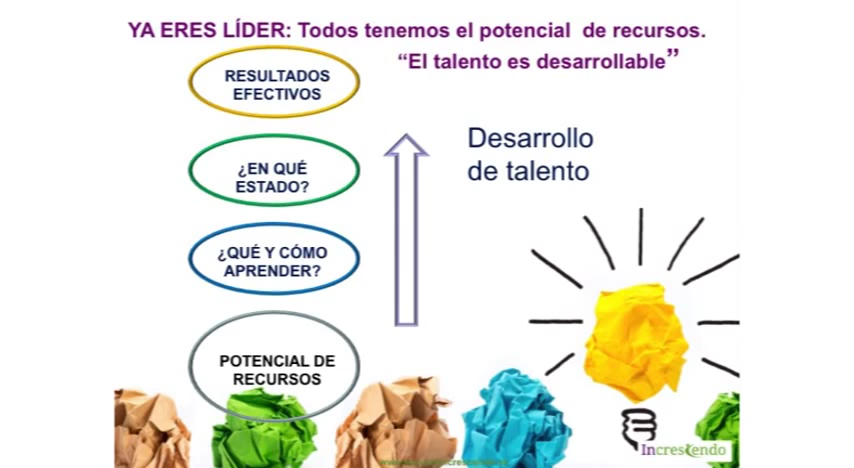 YA ERES LÍDER: Todos tenemos el potencial de recursos.
“El talento es desarrollable”
RESULTADOS
EFECTIVOS
Desarrollo
de talento
¿EN QUÉ
ESTADO?
¿QUÉ Y CÓMO
APRENDER?
POTENCIAL DE
RECURSOS
Increscendo